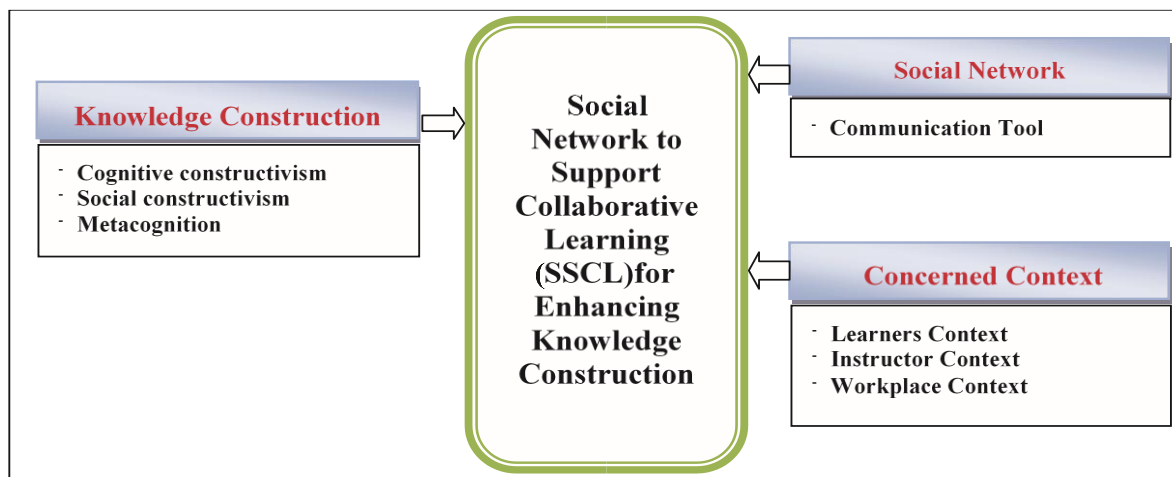 Knowledge Construction
- Cognitive constructivism
- Social constructivism
- Metacognition
Social
Network to
Support
Collaborative
Learning
(SSCL)for
Enhancing
Knowledge
Construction
Social Network
- Communication Tool
Concerned Context
- Learners Context
- Instructor Context
- Workplace Context